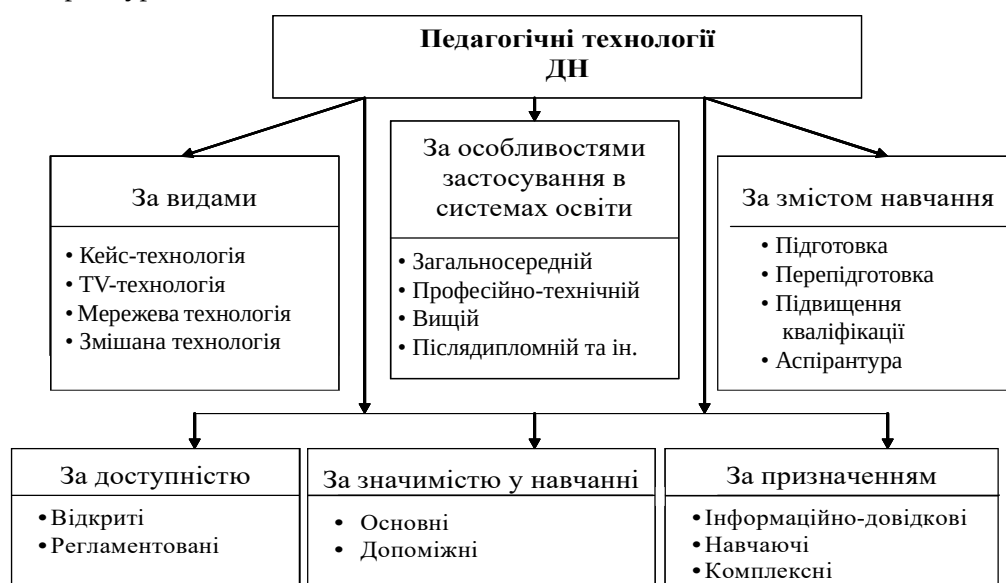 Педагогічні технології
ДН
За видами
• Кейс-технологія
• TV-технологія
• Мережева технологія
• Змішана технологія
За особливостями
застосування в
системах освіти
• Загальносередній
• Професійно-технічній
• Вищій
• Післядипломній та ін.
За змістом навчання
• Підготовка
• Перепідготовка
• Підвищення
кваліфікації
• Аспірантура
За доступністю
• Відкриті
• Регламентовані
За значимістю у навчанні
• Основні
• Допоміжні
За призначенням
• Інформаційно-довідкові
• Навчаючі
• Комплексні